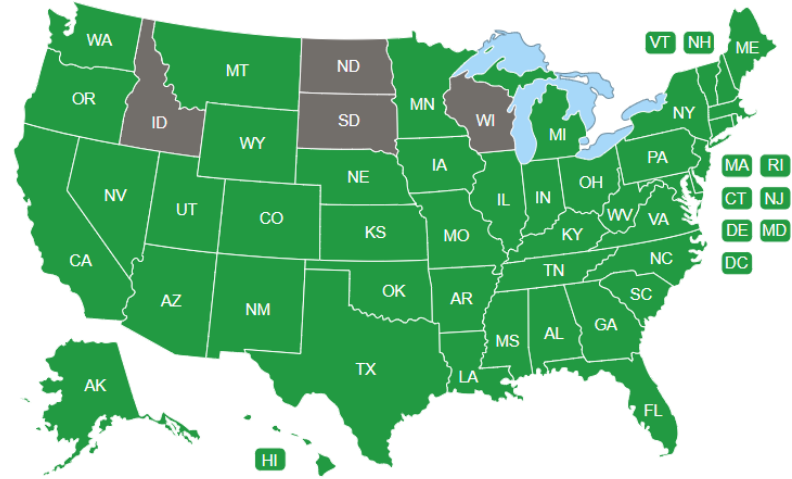 WA
VT NH
ME
MT
ND
OR
MN
ID
SD
WI
NY
MI
WY
PA
MA RI
IA
NE
OH
NV
IL
IN
CT NJ
UT
CO
WV
VA
KS
MO
KY
DE MD
CA
NC
DC
TN
AZ
NM
OK
AR
SC
GA
MS
AL
TX
LA
AK
FL
HI